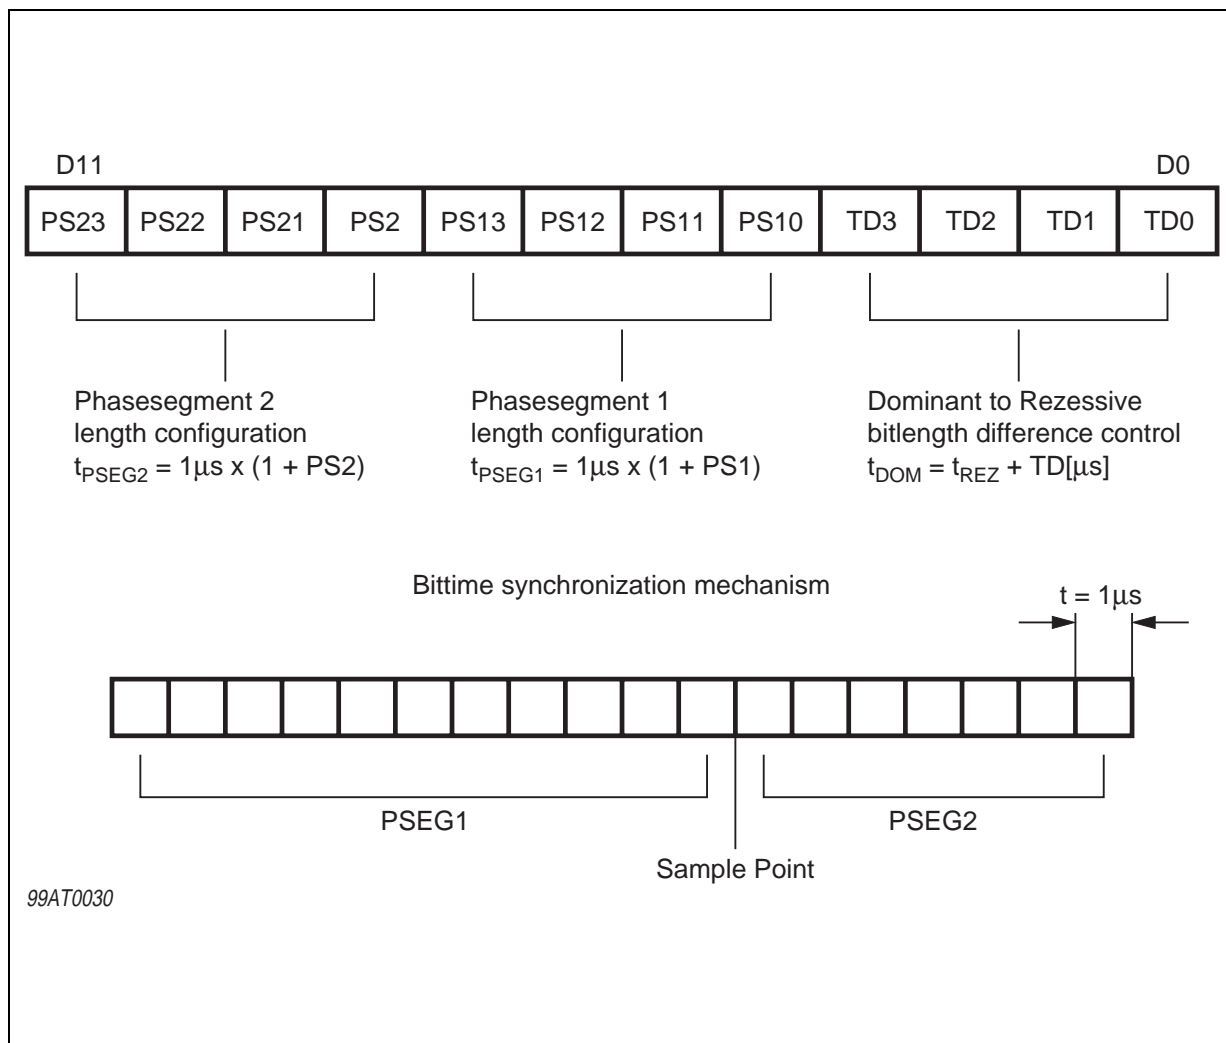 D11 D0
PS23 PS22 PS21 PS2 PS13 PS12 PS11 PS10 TD3 TD2 TD1 TD0
Phasesegment 2
length configuration
tPSEG2 = 1μs x (1 + PS2)
Phasesegment 1
length configuration
tPSEG1 = 1μs x (1 + PS1)
Dominant to Rezessive
bitlength difference control
tDOM = tREZ + TD[μs]
Bittime synchronization mechanism
t = 1μs
PSEG1 PSEG2
Sample Point
99AT0030